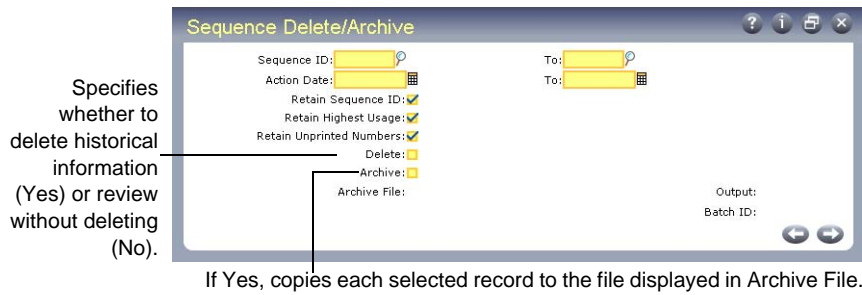 Sequence Delete/Archive
? i
Sequence ID: To:
Action Date: To:
Retain Sequence ID:
Retain Highest Usage:
Retain Unprinted Numbers:
Delete:
Archive:
Archive File: Output:
Batch ID:
Specifies
whether to
delete historical
information
(Yes) or review
without deleting
(No).
If Yes, copies each selected record to the file displayed in Archive File.